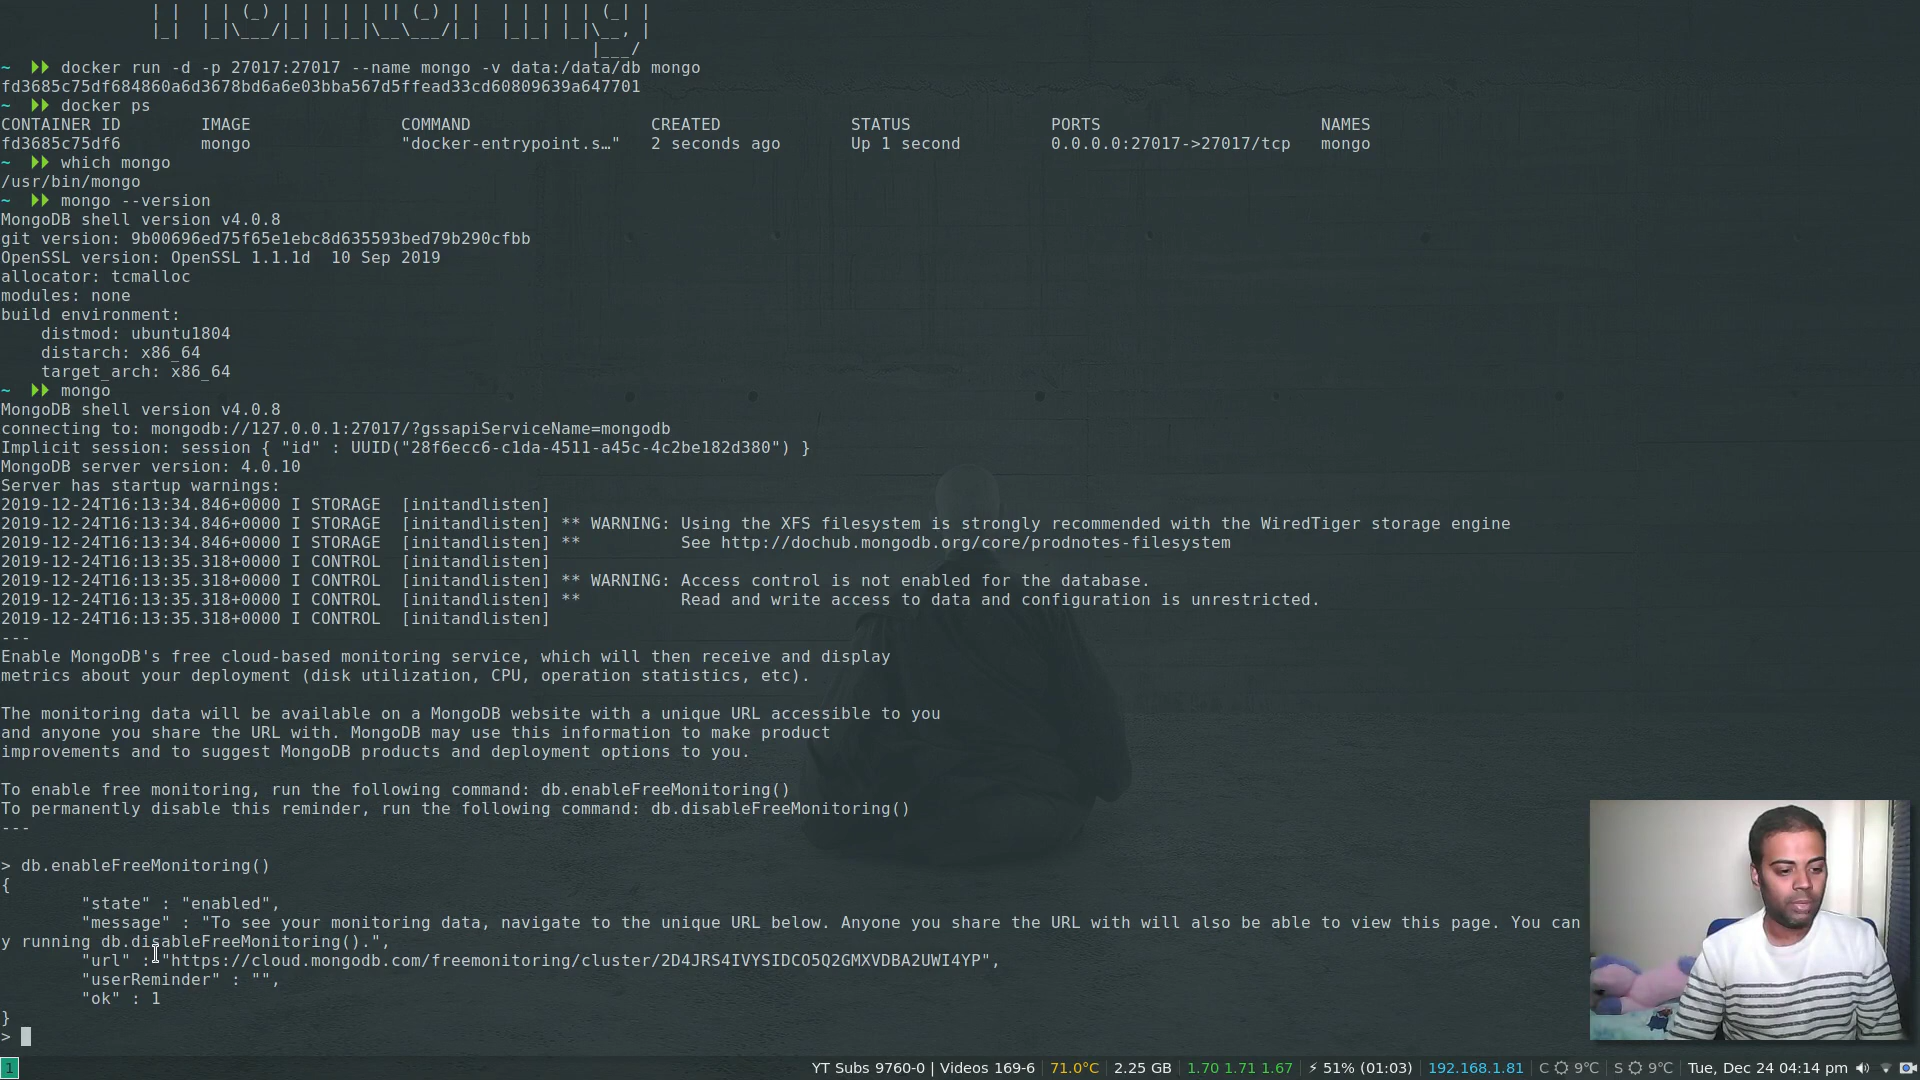 ~ docker run -d -p 27017:27017 --name mongo -v data:/data/db mongo
fd3685c75df684860a6d3678bd6a6e03bba567d5ffead33cd60809639a647701
~ docker ps
CONTAINER ID IMAGE COMMAND CREATED STATUS PORTS NAMES
fd3685c75df6 mongo "docker-entrypoint.s…" 2 seconds ago Up 1 second 0.0.0.0:27017->27017/tcp mongo
~ which mongo
/usr/bin/mongo
~ mongo --version
MongoDB shell version v4.0.8
git version: 9b00696ed75f65e1ebc8d635593bed79b290cfbb
OpenSSL version: OpenSSL 1.1.1d 10 Sep 2019
allocator: tcmalloc
modules: none
build environment:
distmod: ubuntu1804
distarch: x86_64
target_arch: x86_64
~ mongo
MongoDB shell version v4.0.8
connecting to: mongodb://127.0.0.1:27017/?gssapiServiceName=mongodb
Implicit session: session { "id" : UUID("28f6ecc6-c1da-4511-a45c-4c2be182d380") }
MongoDB server version: 4.0.10
Server has startup warnings:
2019-12-24T16:13:34.846+0000 I STORAGE [initandlisten]
2019-12-24T16:13:34.846+0000 I STORAGE [initandlisten] ** WARNING: Using the XFS filesystem is strongly recommended with the WiredTiger storage engine
2019-12-24T16:13:34.846+0000 I STORAGE [initandlisten] ** See http://dochub.mongodb.org/core/prodnotes-filesystem
2019-12-24T16:13:35.318+0000 I CONTROL [initandlisten]
2019-12-24T16:13:35.318+0000 I CONTROL [initandlisten] ** WARNING: Access control is not enabled for the database.
2019-12-24T16:13:35.318+0000 I CONTROL [initandlisten] ** Read and write access to data and configuration is unrestricted.
2019-12-24T16:13:35.318+0000 I CONTROL [initandlisten]
---
Enable MongoDB's free cloud-based monitoring service, which will then receive and display
metrics about your deployment (disk utilization, CPU, operation statistics, etc).
The monitoring data will be available on a MongoDB website with a unique URL accessible to you
and anyone you share the URL with. MongoDB may use this information to make product
improvements and to suggest MongoDB products and deployment options to you.
To enable free monitoring, run the following command: db.enableFreeMonitoring()
To permanently disable this reminder, run the following command: db.disableFreeMonitoring()
---
> db.enableFreeMonitoring()
{
"state" : "enabled",
"message" : "To see your monitoring data, navigate to the unique URL below. Anyone you share the URL with will also be able to view this page. You can
y running db.disableFreeMonitoring().",
"url" : "https://cloud.mongodb.com/freemonitoring/cluster/2D4JRS4IVYSIDCO5Q2GMXVDBA2UWI4YP",
"userReminder" : "",
"ok" : 1
}
>
1 YT Subs 9760-0 | Videos 169-6 71.0°C 2.25 GB 1.70 1.71 1.67 ⚡ 51% (01:03) 192.168.1.81 C 9°C S 9°C Tue, Dec 24 04:14 pm